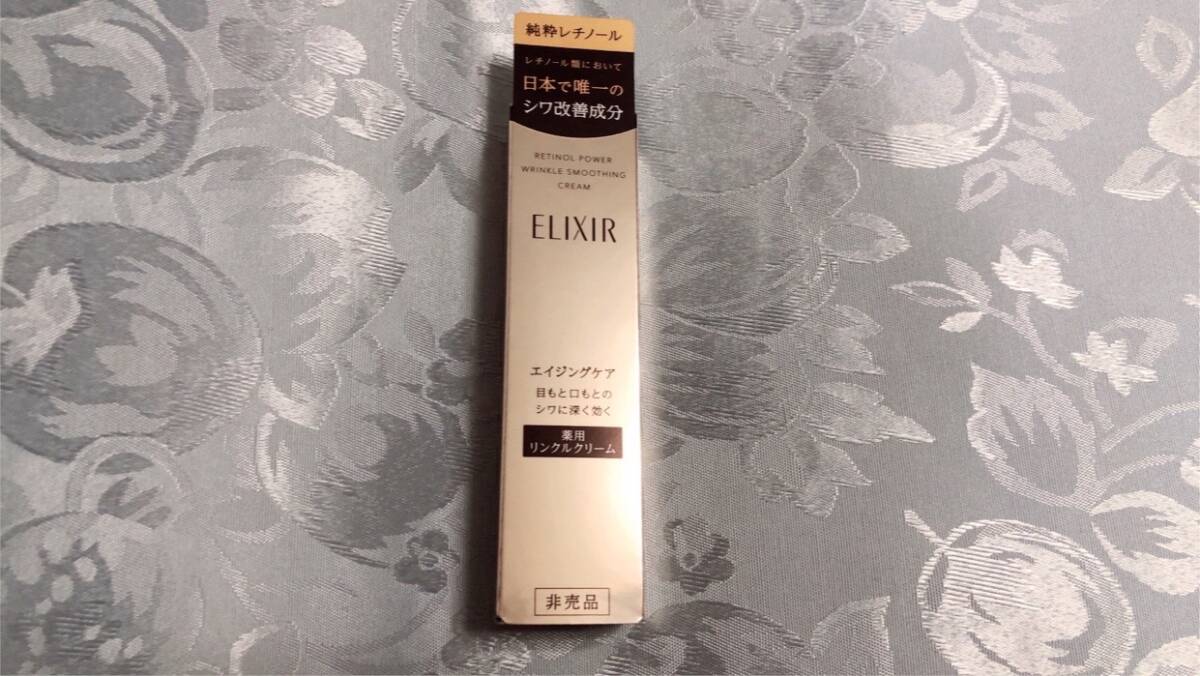 純粋レチノール
レチノール類において
日本で唯一の
シワ改善成分
RETINOL POWER
WRINKLE SMOOTHING
CREAM
ELIXIR
エイジングケア
目もと口もとの
シワに深く効く
薬用
リンクルクリーム
非売品